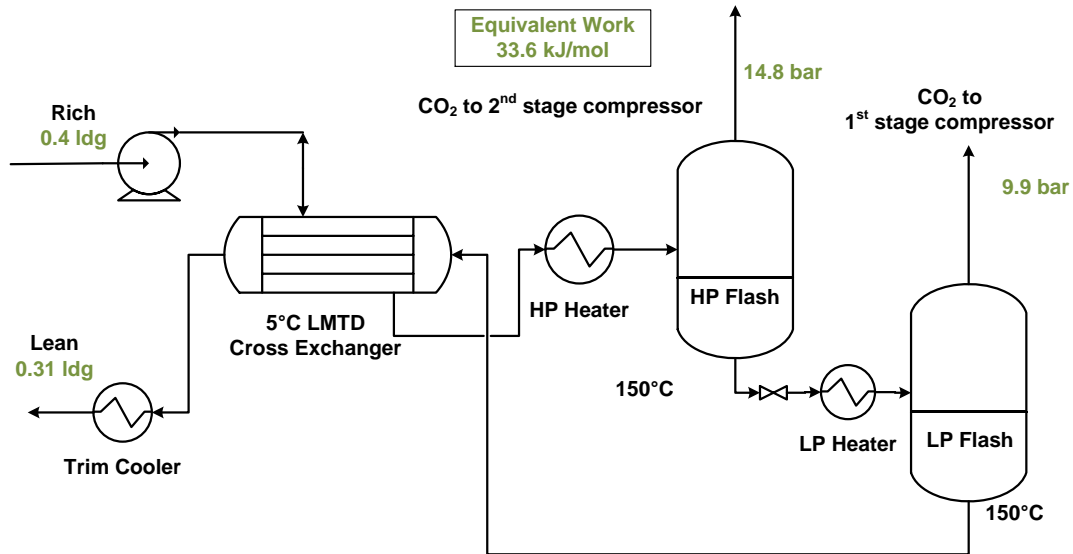 Equivalent Work
33.6 kJ/mol
14.8 bar
CO₂ to 2ⁿᵈ stage compressor
CO₂ to
1ˢᵗ stage compressor
Rich
0.4 ldg
9.9 bar
HP Flash
HP Heater
5°C LMTD
Cross Exchanger
Lean
0.31 ldg
150°C
LP Flash
LP Heater
Trim Cooler
150°C